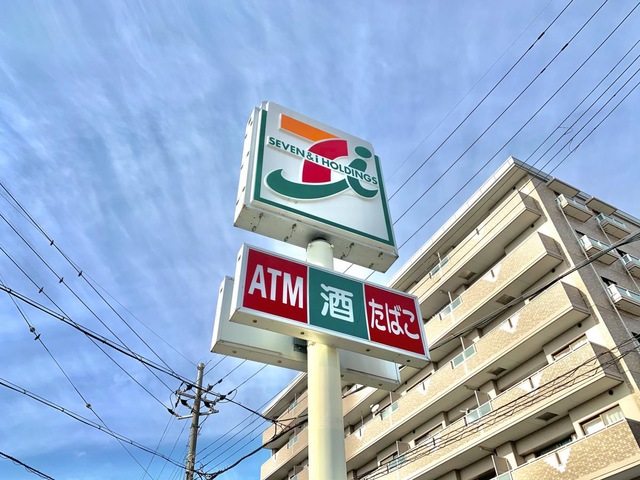 SEVEN & i HOLDINGS
ATM 酒 たばこ